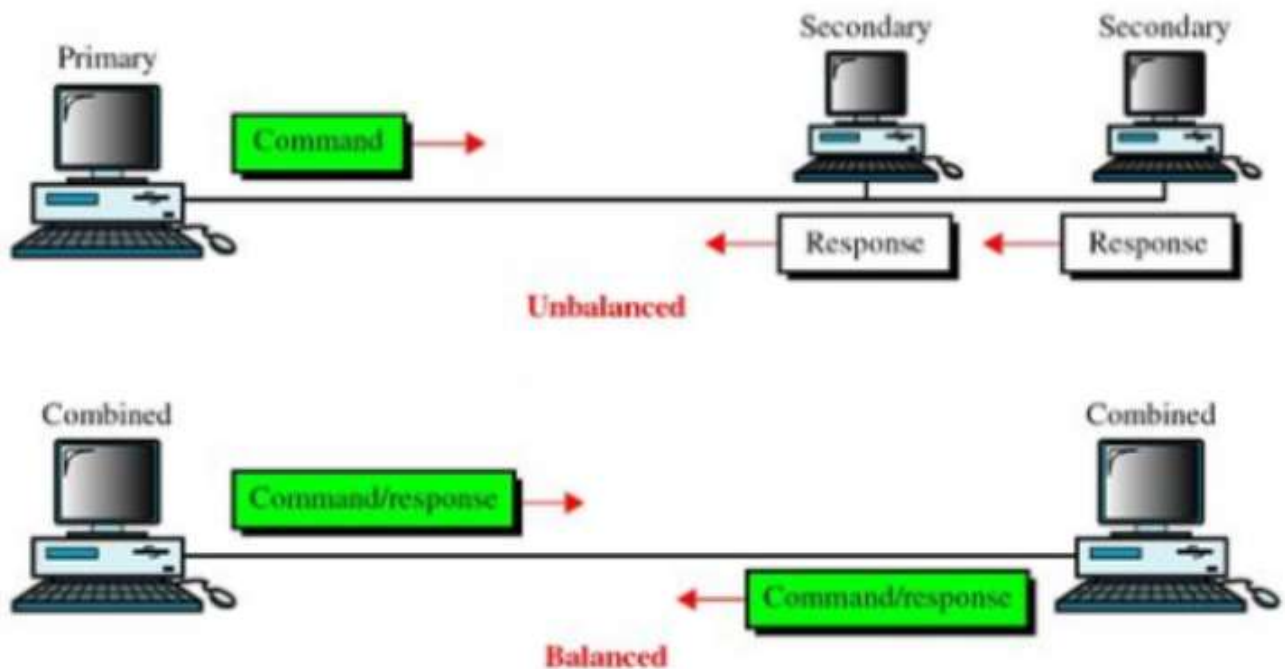 Primary
Secondary
Secondary
Command
Response
Response
Unbalanced
Combined
Combined
Command/response
Command/response
Balanced